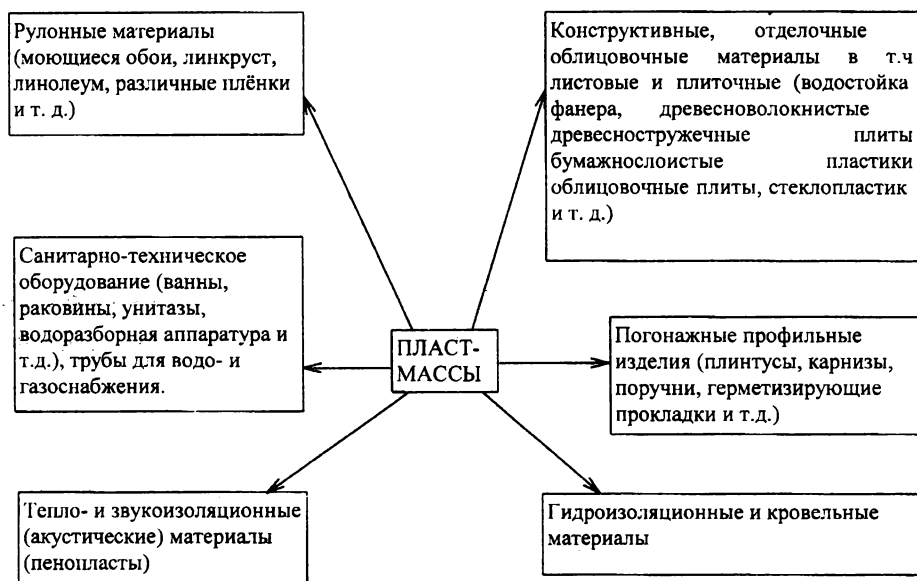 Рулонные материалы
(моющиеся обои, линкруст,
линолеум, различные плёнки
и т. д.)
Конструктивные, отделочные
облицовочные материалы в т.ч
листовые и плиточные (водостойка
фанера, древесноволокнистые
древесностружечные плиты
бумажнослоистые пластики
облицовочные плиты, стеклопластик
и т. д.)
Санитарно-техническое
оборудование (ванны,
раковины, унитазы,
водоразборная аппаратура и
т.д.), трубы для водо- и
газоснабжения.
ПЛАСТ-
МАССЫ
Погонажные профильные
изделия (плинтусы, карнизы,
поручни, герметизирующие
прокладки и т.д.)
Тепло- и звукоизоляционные
(акустические) материалы
(пенопласты)
Гидроизоляционные и кровельные
материалы